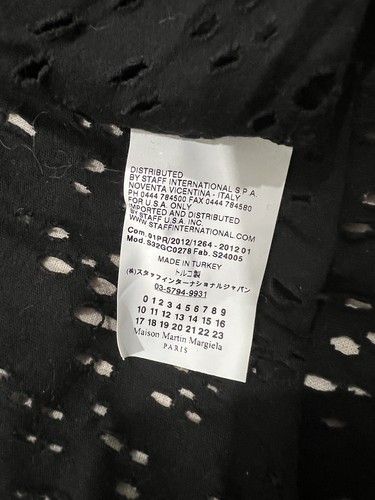 DISTRIBUTED
BY STAFF INTERNATIONAL S.P.A.
NOVENTA VICENTINA - ITALY
PH 0444 784500 FAX 0444 784560
FOR U.S.A. ONLY
IMPORTED AND DISTRIBUTED
BY STAFF U.S.A. INC.
WWW.STAFFINTERNATIONAL.COM
Com. 01PR/2012/1264 - 2012 01
Mod. S32GC0278 Fab. S24005
MADE IN TURKEY
トルコ製
(株)スタッフインターナショナルジャパン
03-5794-9931
0 1 2 3 4 5 6 7 8 9
10 11 12 13 14 15 16
17 18 19 20 21 22 23
Maison Martin Margiela
PARIS